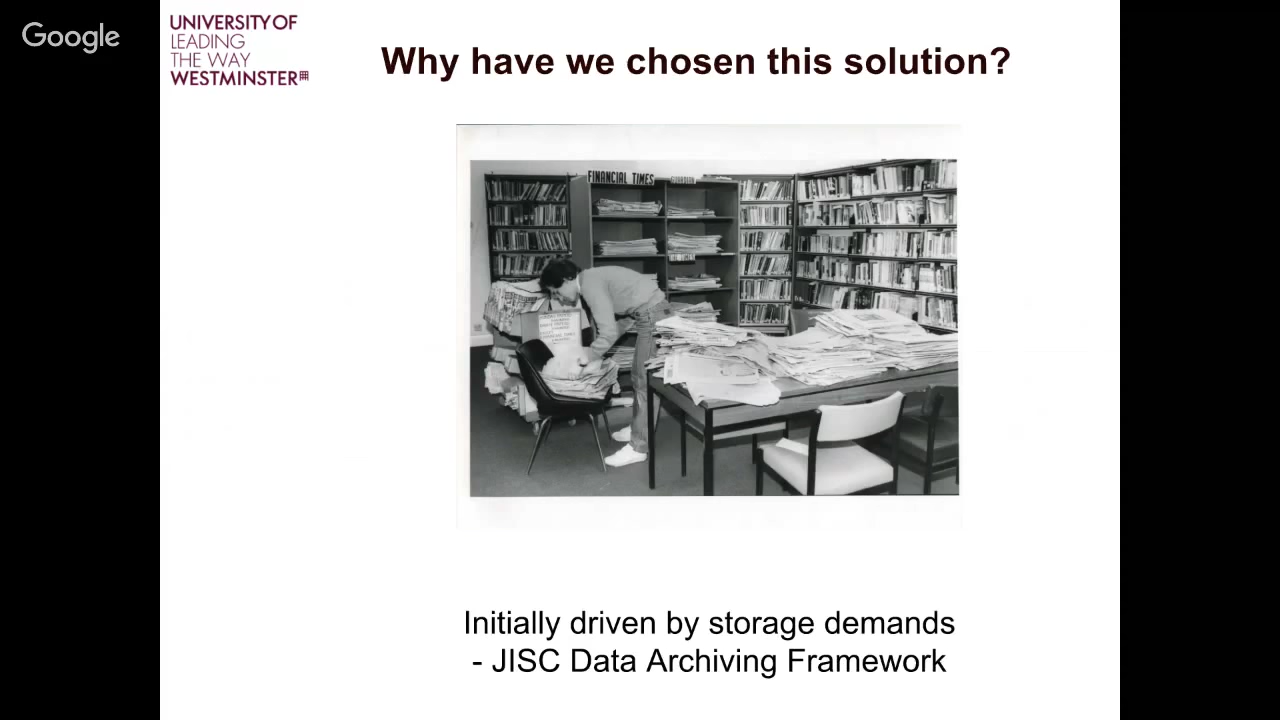 Google
UNIVERSITY OF
LEADING
THE WAY
WESTMINSTER
Why have we chosen this solution?
FINANCIAL TIMES
GUARDIAN
Initially driven by storage demands
- JISC Data Archiving Framework